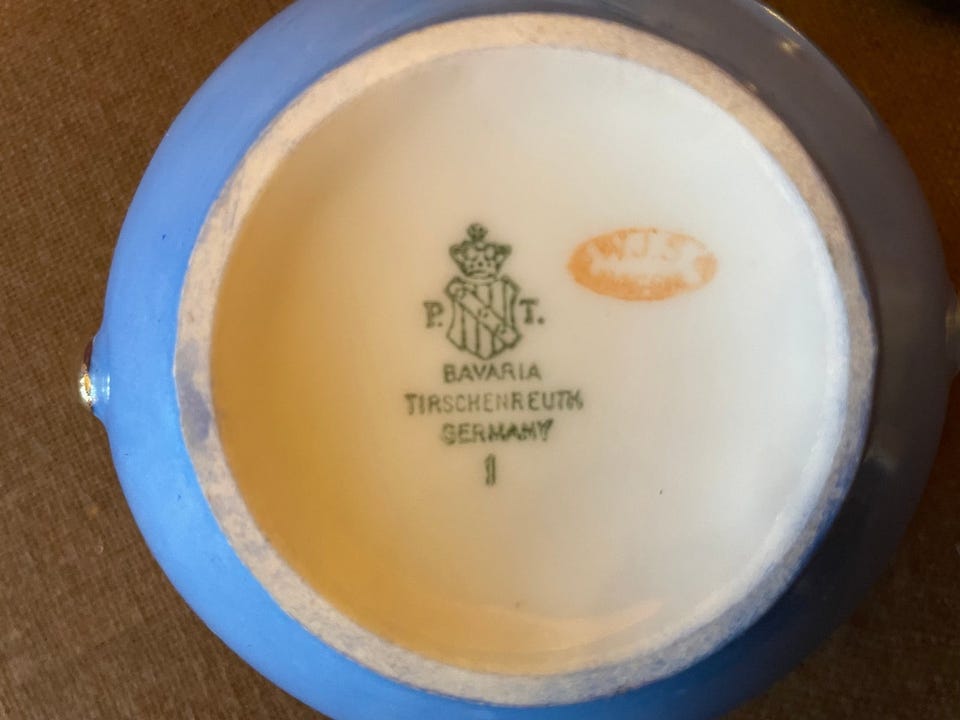 P. T.
BAVARIA
TIRSCHENREUTH
GERMANY
1
W.J.S